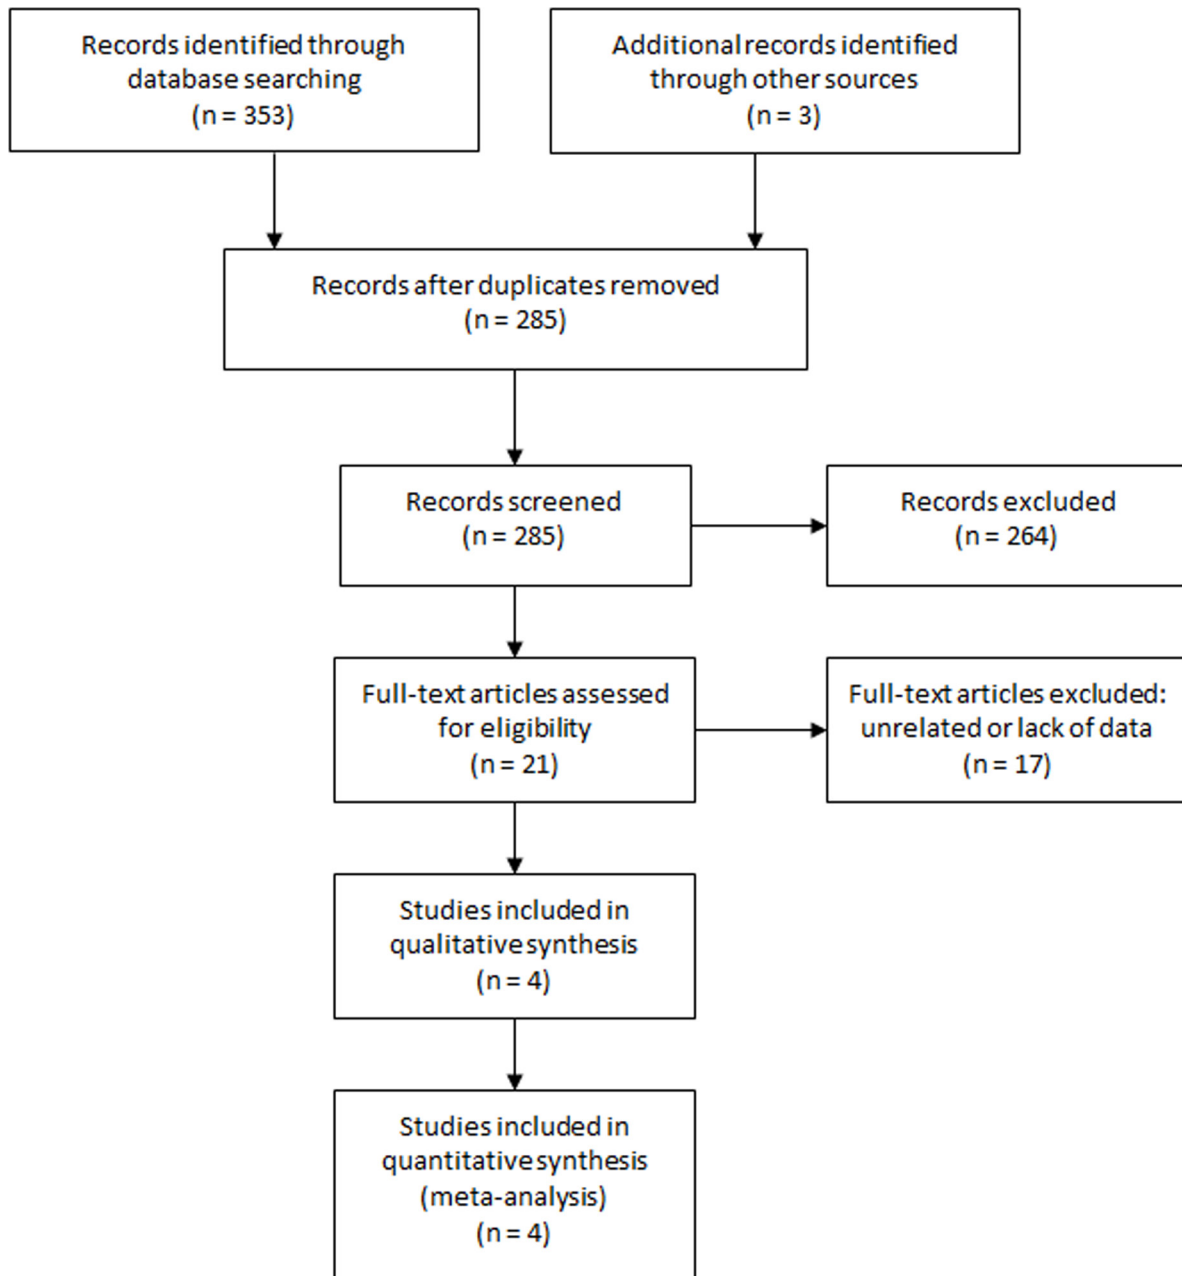 Records identified through
database searching
(n = 353)
Additional records identified
through other sources
(n = 3)
Records after duplicates removed
(n = 285)
Records screened
(n = 285)
Records excluded
(n = 264)
Full-text articles assessed
for eligibility
(n = 21)
Full-text articles excluded:
unrelated or lack of data
(n = 17)
Studies included in
qualitative synthesis
(n = 4)
Studies included in
quantitative synthesis
(meta-analysis)
(n = 4)